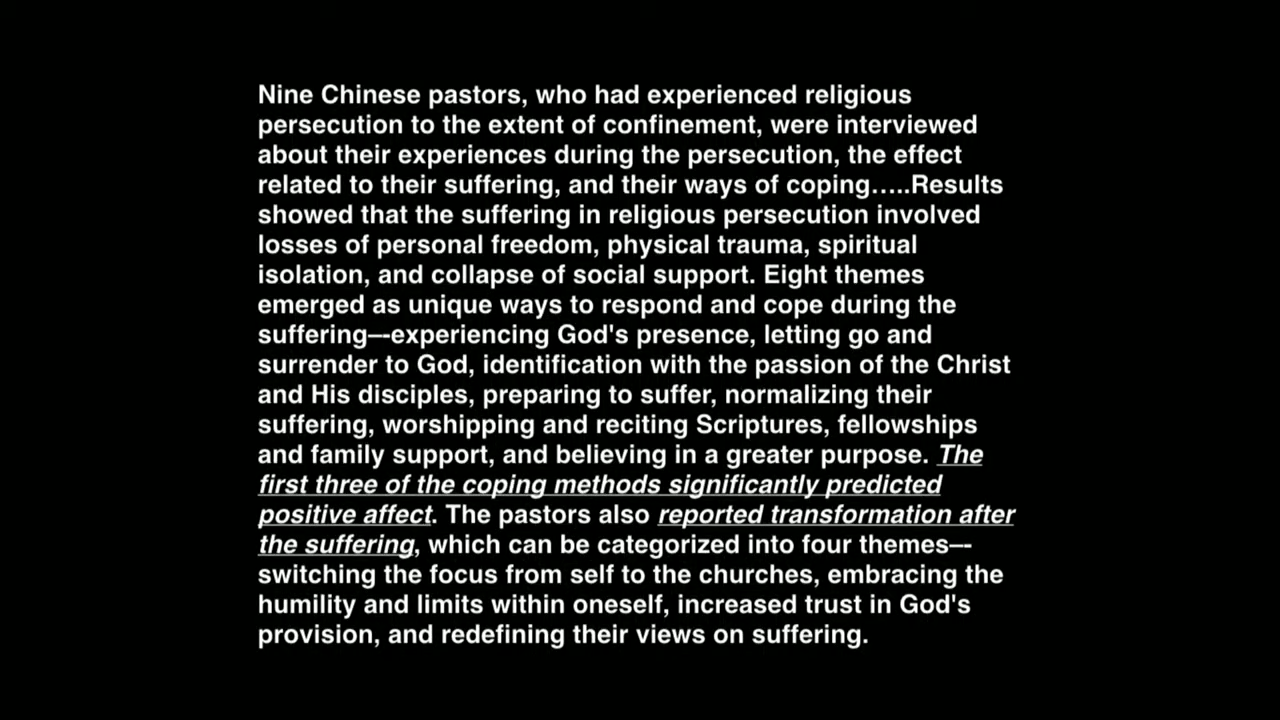 Nine Chinese pastors, who had experienced religious
persecution to the extent of confinement, were interviewed
about their experiences during the persecution, the effect
related to their suffering, and their ways of coping…..Results
showed that the suffering in religious persecution involved
losses of personal freedom, physical trauma, spiritual
isolation, and collapse of social support. Eight themes
emerged as unique ways to respond and cope during the
suffering—-experiencing God's presence, letting go and
surrender to God, identification with the passion of the Christ
and His disciples, preparing to suffer, normalizing their
suffering, worshipping and reciting Scriptures, fellowships
and family support, and believing in a greater purpose. The
first three of the coping methods significantly predicted
positive affect. The pastors also reported transformation after
the suffering, which can be categorized into four themes—-
switching the focus from self to the churches, embracing the
humility and limits within oneself, increased trust in God's
provision, and redefining their views on suffering.